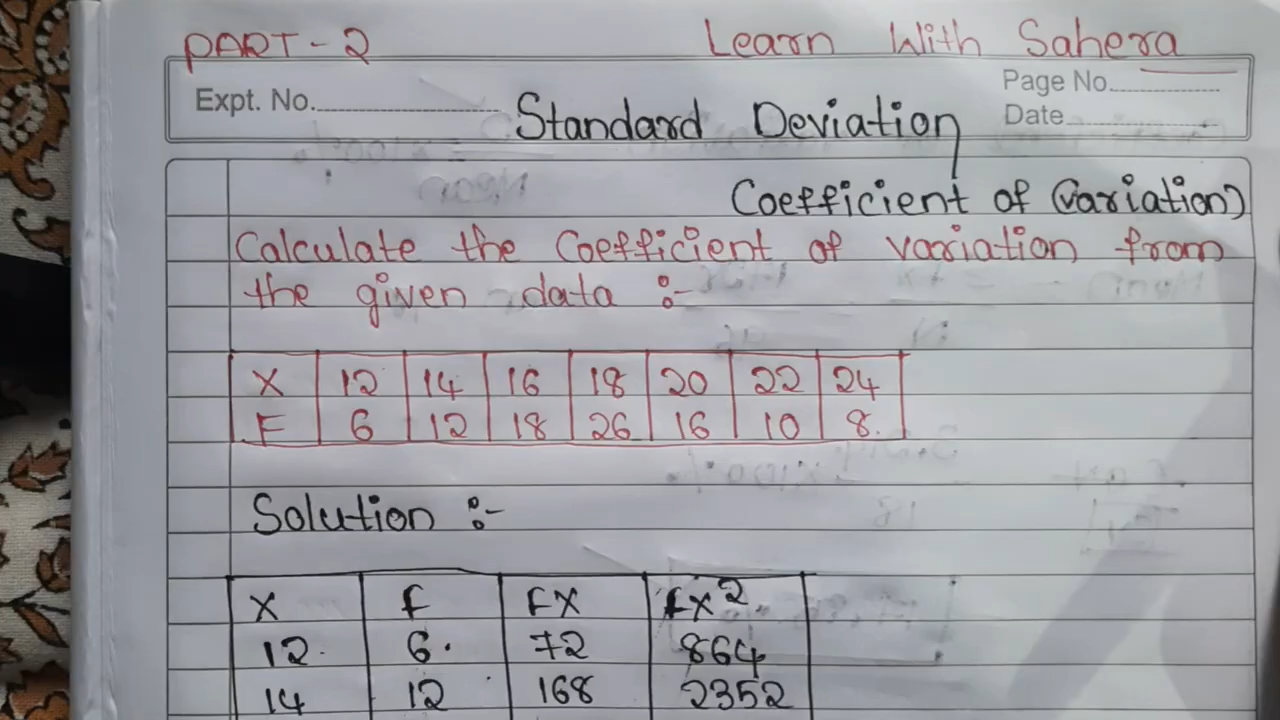 PART - 2 Learn With Sahera
Expt. No. Page No.
Standard Deviation Date
Coefficient of (variation)
Calculate the Coefficient of variation from
the given data :-
X 12 14 16 18 20 22 24
F 6 12 18 26 16 10 8.
Solution :-
X F FX FX2
12. 6. 72 864
14 12 168 2352